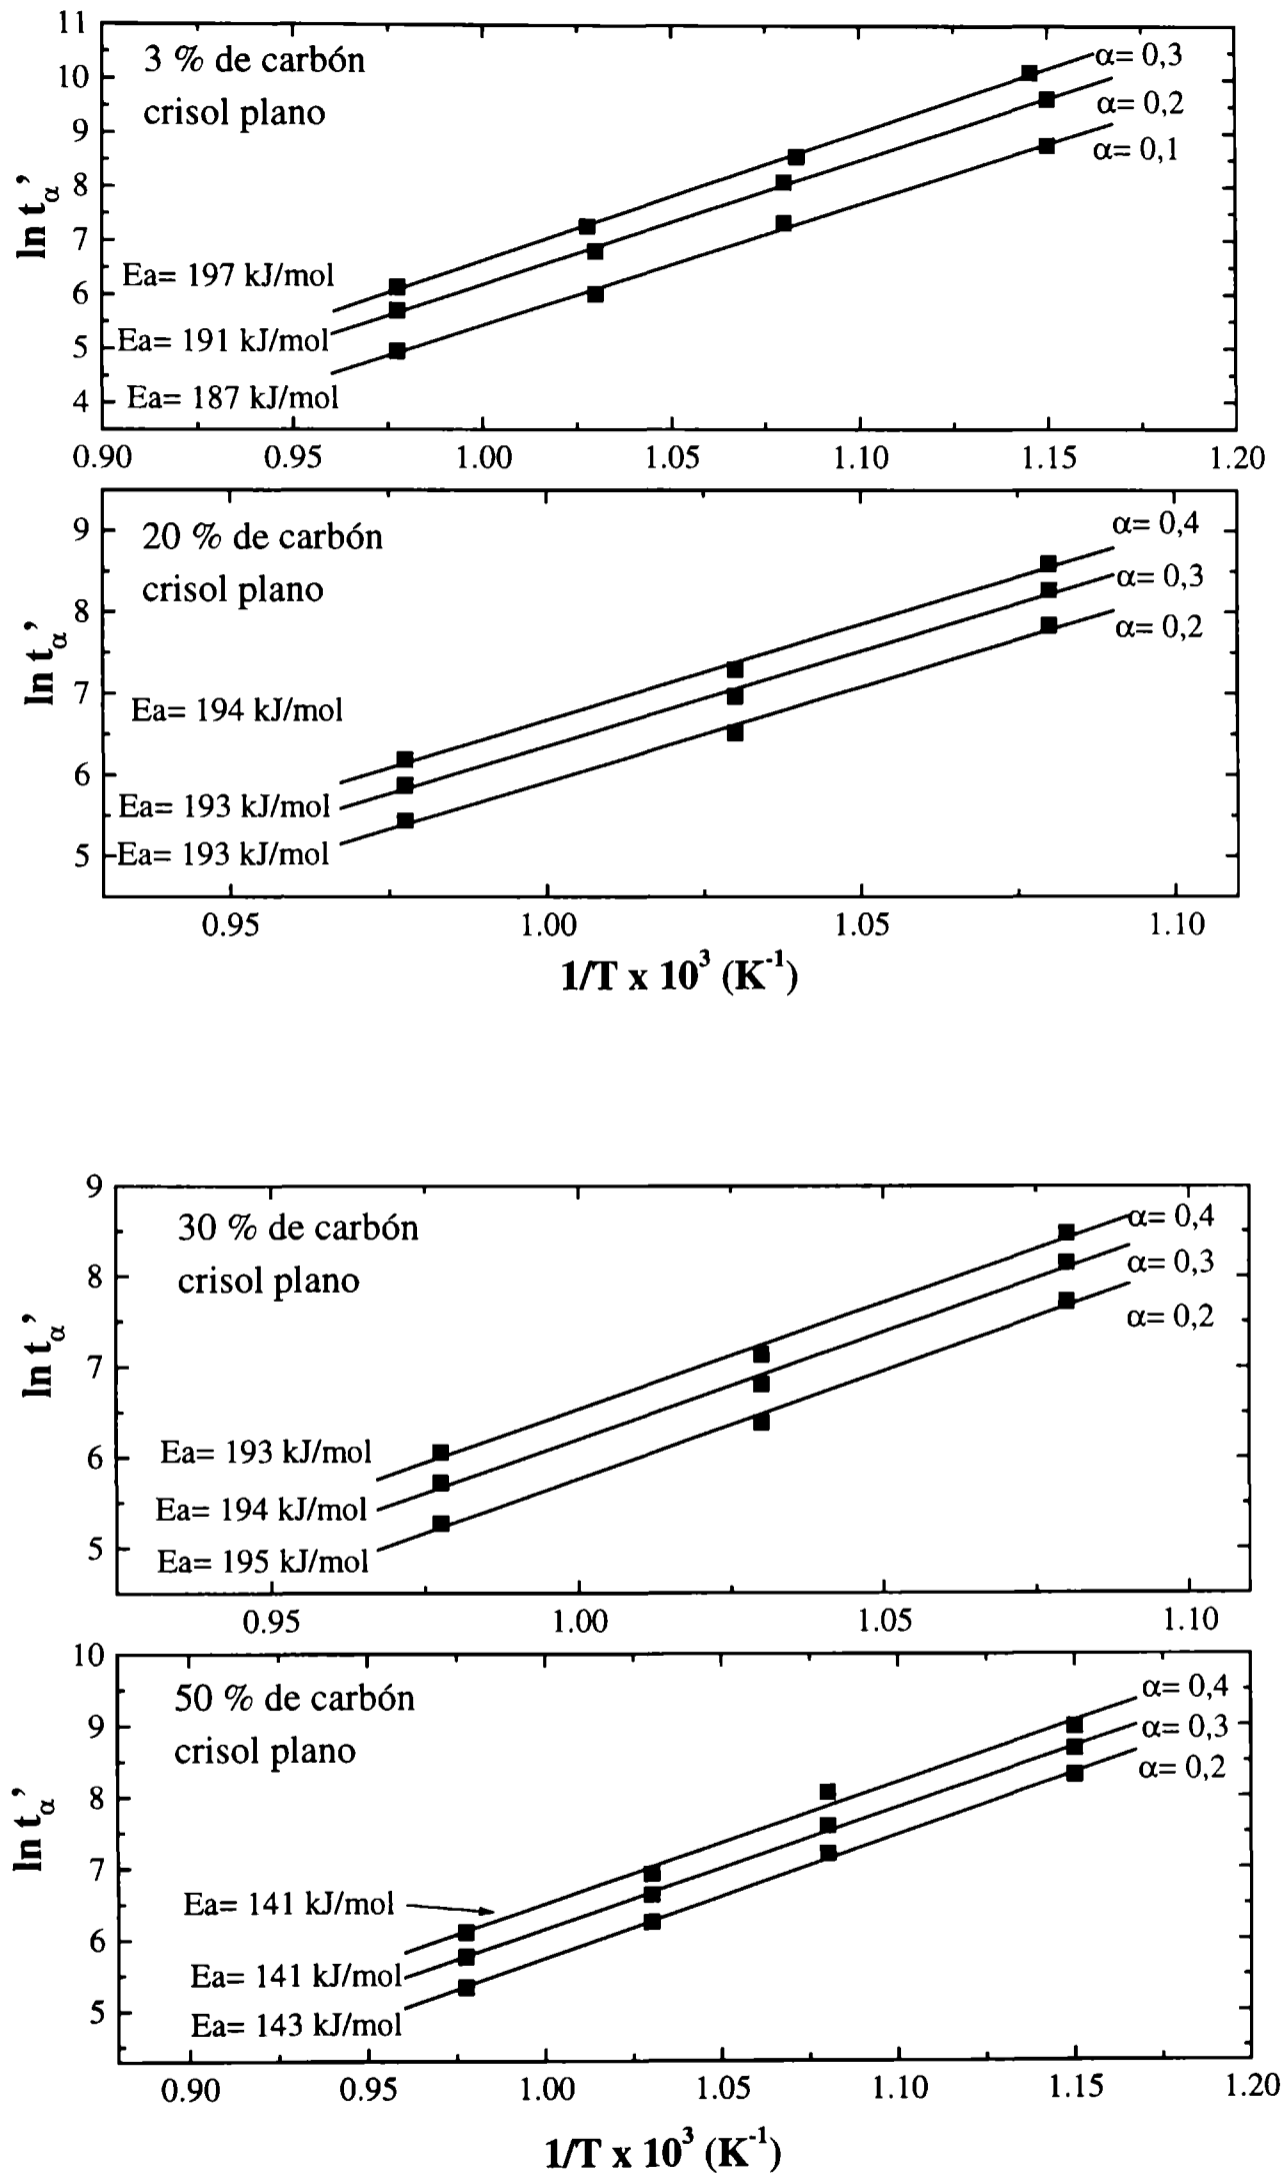 3 % de carbón
crisol plano
α= 0,3
α= 0,2
α= 0,1
Ea= 197 kJ/mol
Ea= 191 kJ/mol
Ea= 187 kJ/mol
ln tα’
11
10
9
8
7
6
5
4
0.90 0.95 1.00 1.05 1.10 1.15 1.20
20 % de carbón
crisol plano
α= 0,4
α= 0,3
α= 0,2
Ea= 194 kJ/mol
Ea= 193 kJ/mol
Ea= 193 kJ/mol
ln tα’
9
8
7
6
5
0.95 1.00 1.05 1.10
1/T x 10³ (K⁻¹)
30 % de carbón
crisol plano
α= 0,4
α= 0,3
α= 0,2
Ea= 193 kJ/mol
Ea= 194 kJ/mol
Ea= 195 kJ/mol
ln tα’
9
8
7
6
5
0.95 1.00 1.05 1.10
50 % de carbón
crisol plano
α= 0,4
α= 0,3
α= 0,2
Ea= 141 kJ/mol
Ea= 141 kJ/mol
Ea= 143 kJ/mol
ln tα’
10
9
8
7
6
5
0.90 0.95 1.00 1.05 1.10 1.15 1.20
1/T x 10³ (K⁻¹)